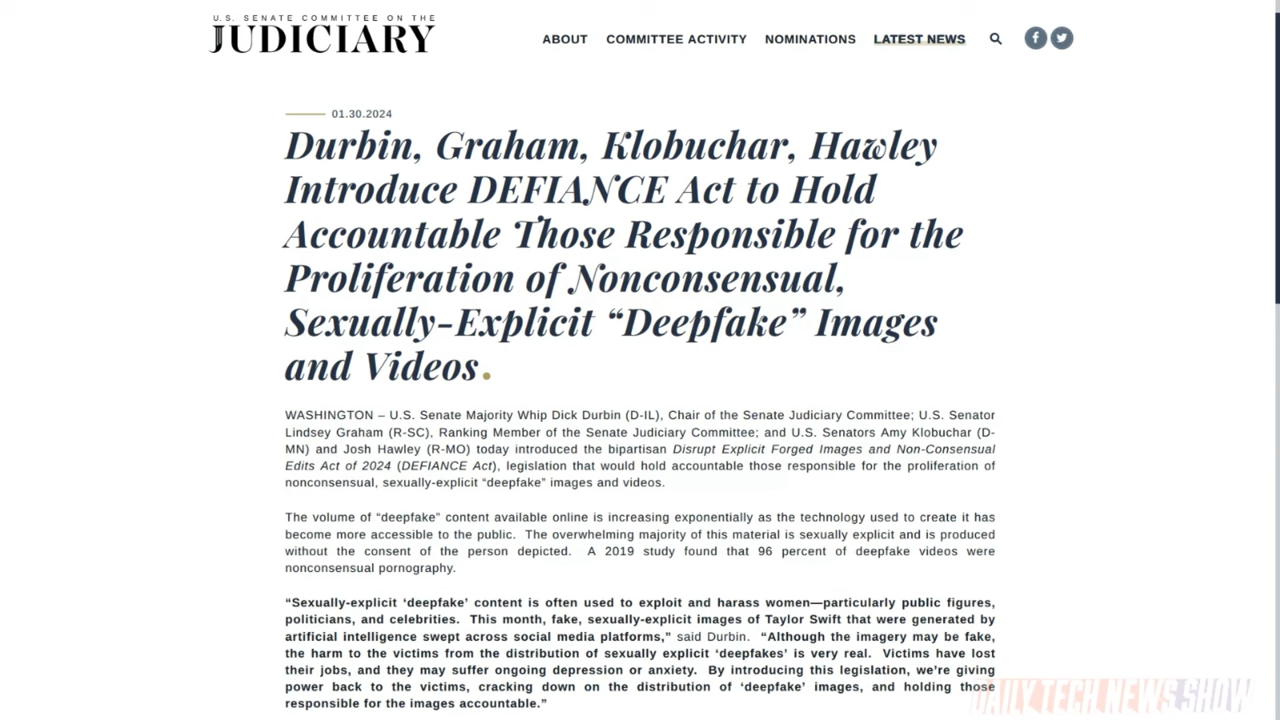 U.S. SENATE COMMITTEE ON THE
JUDICIARY
ABOUT COMMITTEE ACTIVITY NOMINATIONS LATEST NEWS
01.30.2024
Durbin, Graham, Klobuchar, Hawley
Introduce DEFIANCE Act to Hold
Accountable Those Responsible for the
Proliferation of Nonconsensual,
Sexually-Explicit “Deepfake” Images
and Videos.
WASHINGTON – U.S. Senate Majority Whip Dick Durbin (D-IL), Chair of the Senate Judiciary Committee; U.S. Senator
Lindsey Graham (R-SC), Ranking Member of the Senate Judiciary Committee; and U.S. Senators Amy Klobuchar (D-
MN) and Josh Hawley (R-MO) today introduced the bipartisan Disrupt Explicit Forged Images and Non-Consensual
Edits Act of 2024 (DEFIANCE Act), legislation that would hold accountable those responsible for the proliferation of
nonconsensual, sexually-explicit “deepfake” images and videos.
The volume of “deepfake” content available online is increasing exponentially as the technology used to create it has
become more accessible to the public. The overwhelming majority of this material is sexually explicit and is produced
without the consent of the person depicted. A 2019 study found that 96 percent of deepfake videos were
nonconsensual pornography.
“Sexually-explicit ‘deepfake’ content is often used to exploit and harass women—particularly public figures,
politicians, and celebrities. This month, fake, sexually-explicit images of Taylor Swift that were generated by
artificial intelligence swept across social media platforms,” said Durbin. “Although the imagery may be fake,
the harm to the victims from the distribution of sexually explicit ‘deepfakes’ is very real. Victims have lost
their jobs, and they may suffer ongoing depression or anxiety. By introducing this legislation, we’re giving
power back to the victims, cracking down on the distribution of ‘deepfake’ images, and holding those
responsible for the images accountable.”
DAILY TECH NEWS SHOW